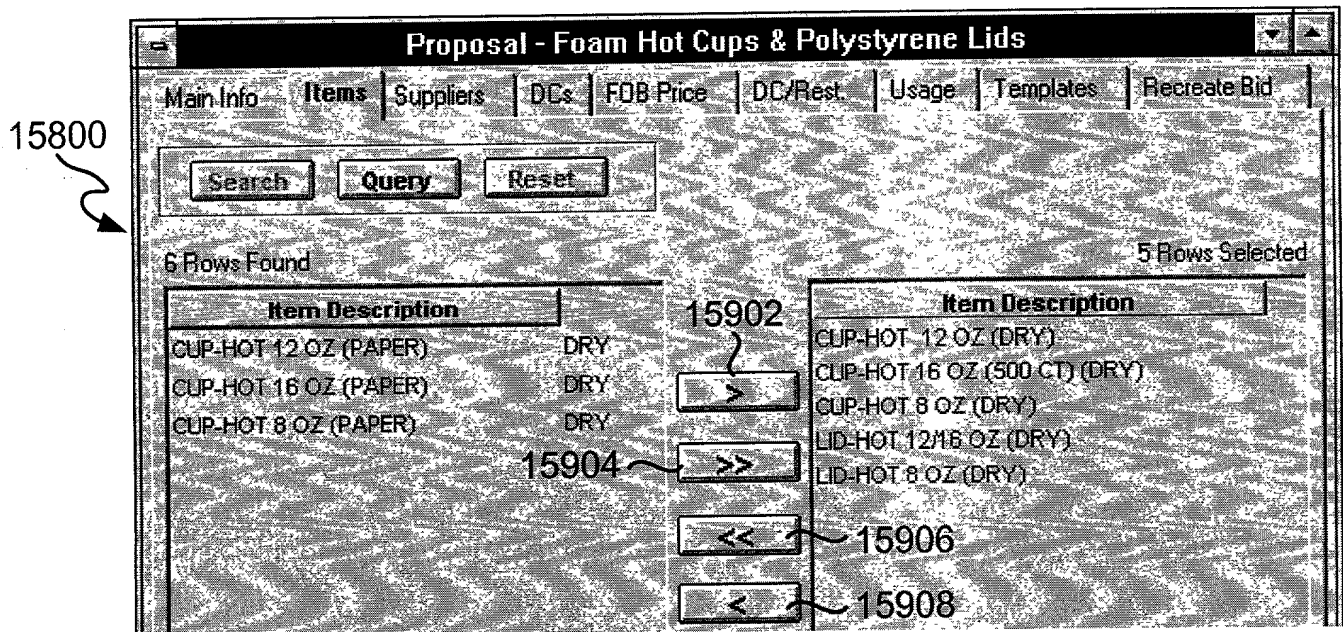 Proposal - Foam Hot Cups & Polystyrene Lids
Main Info Items Suppliers DCs FOB Price DC/Rest. Usage Templates Recreate Bid
15800
Search Query Reset
6 Rows Found 5 Rows Selected
Item Description Item Description
15902
CUP-HOT 12 OZ (PAPER) DRY CUP-HOT 12 OZ (DRY)
CUP-HOT 16 OZ (PAPER) DRY > CUP-HOT 16 OZ (500 CT) (DRY)
CUP-HOT 8 OZ (PAPER) DRY CUP-HOT 8 OZ (DRY)
LID-HOT 12/16 OZ (DRY)
15904 >> LID-HOT 8 OZ (DRY)
<< 15906
< 15908